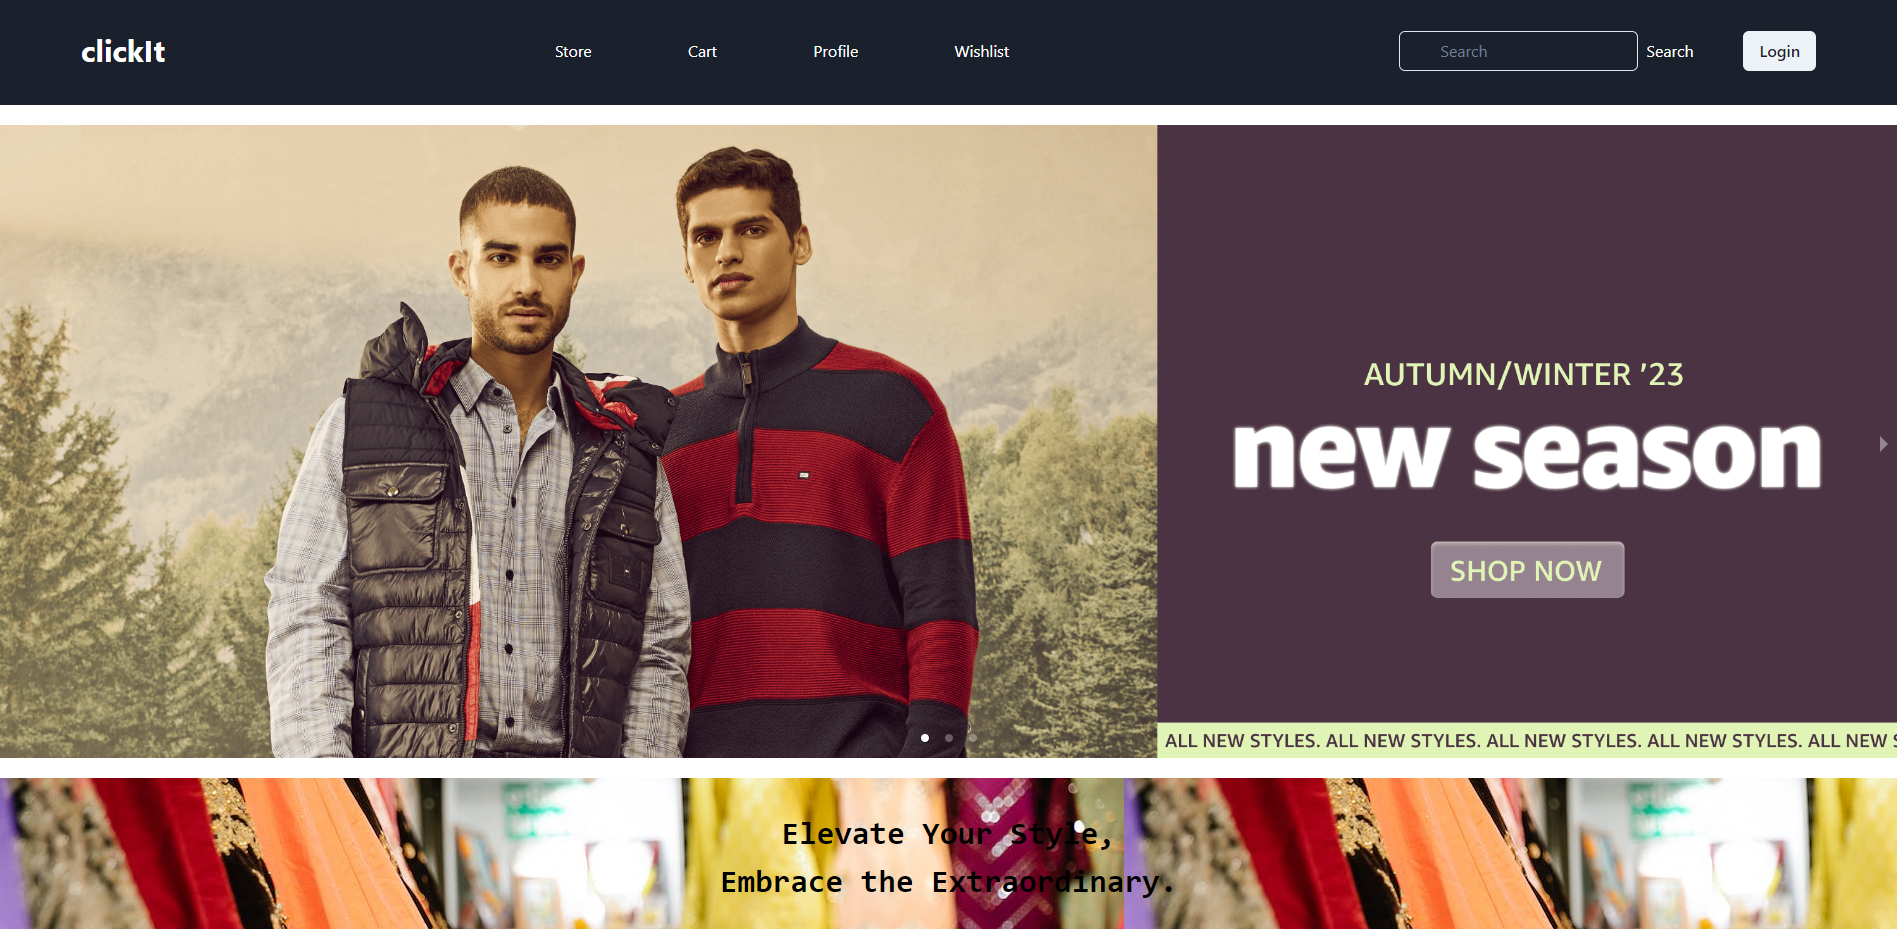 clickIt
Store
Cart
Profile
Wishlist
Search
Search
Login
AUTUMN/WINTER '23
new season
SHOP NOW
ALL NEW STYLES. ALL NEW STYLES. ALL NEW STYLES. ALL NEW STYLES. ALL NEW S
Elevate Your Style,
Embrace the Extraordinary.